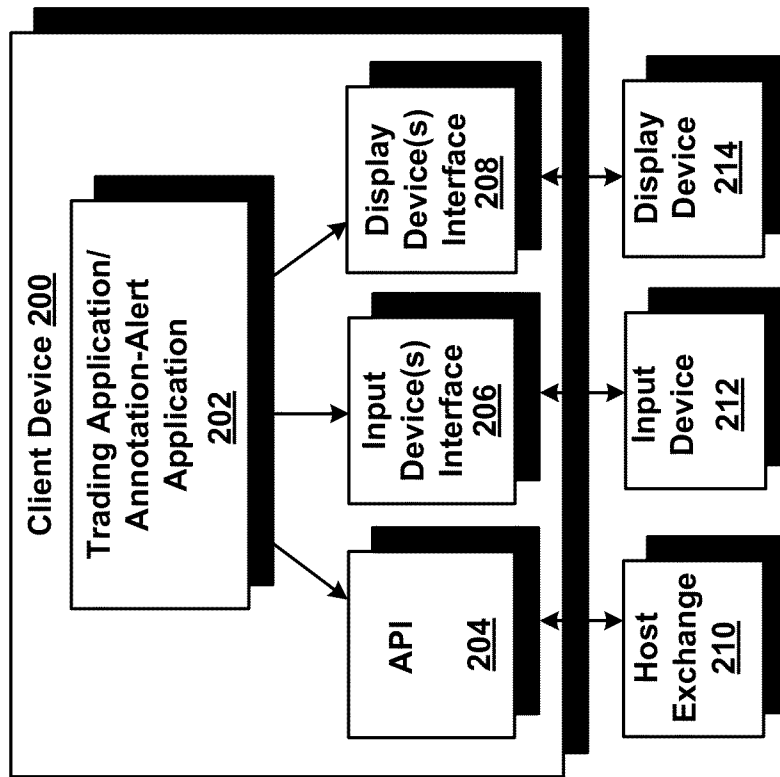 Client Device 200
Trading Application/
Annotation-Alert
Application
202
API
204
Input
Device(s)
Interface
206
Display
Device(s)
Interface
208
Host
Exchange
210
Input
Device
212
Display
Device
214